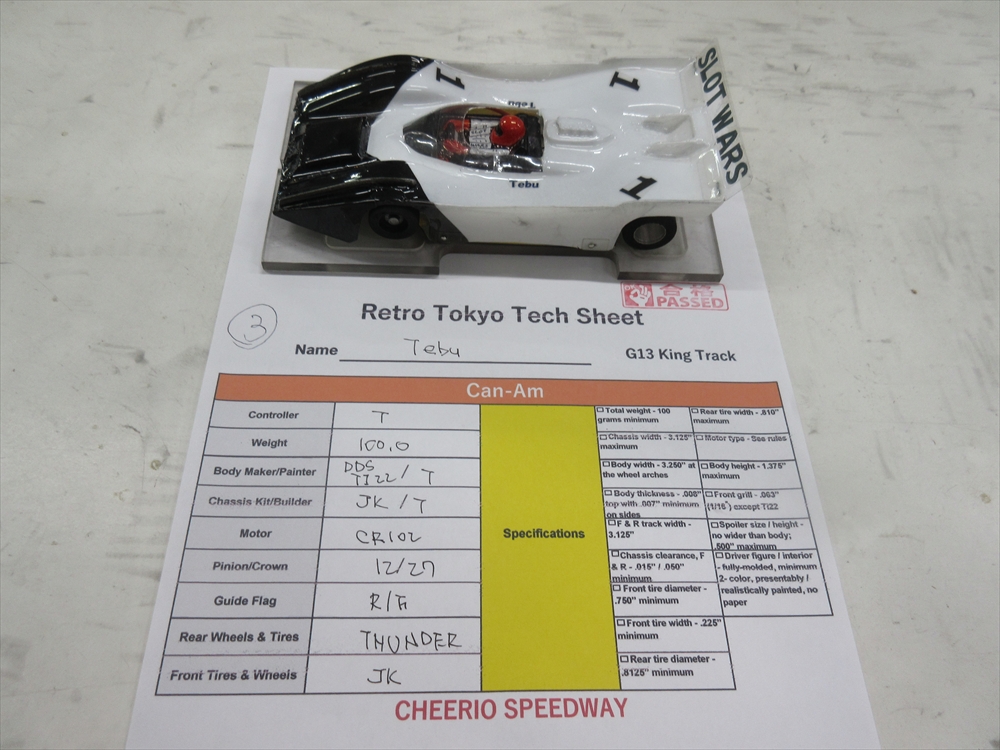 SLOT WARS
1
1
1
Tebu
Tebu
合格
PASSED
3
Retro Tokyo Tech Sheet
Name Tebu
G13 King Track
Can-Am
Controller T
Weight 100.0
Body Maker/Painter DDS TI22 / T
Chassis Kit/Builder JK / T
Motor CR102
Pinion/Crown 12/27
Guide Flag
Rear Wheels & Tires THUNDER
Front Tires & Wheels JK
Specifications
Total weight - 100
grams minimum
Rear tire width - .810"
maximum
Chassis width - 3.125"
maximum
Motor type - See rules
Body width - 3.250" at
the wheel arches
Body height - 1.375"
maximum
Body thickness - .008"
top with .007" minimum
on sides
Front grill - .063"
(1/16") except Ti22
F & R track width -
3.125"
Spoiler size / height -
no wider than body;
.500" maximum
Chassis clearance, F
& R - .015" / .050"
minimum
Driver figure / interior
- fully-molded, minimum
2- color, presentably /
realistically painted, no
paper
Front tire diameter -
.750" minimum
Front tire width - .225"
minimum
Rear tire diameter -
.8125" minimum
CHEERIO SPEEDWAY